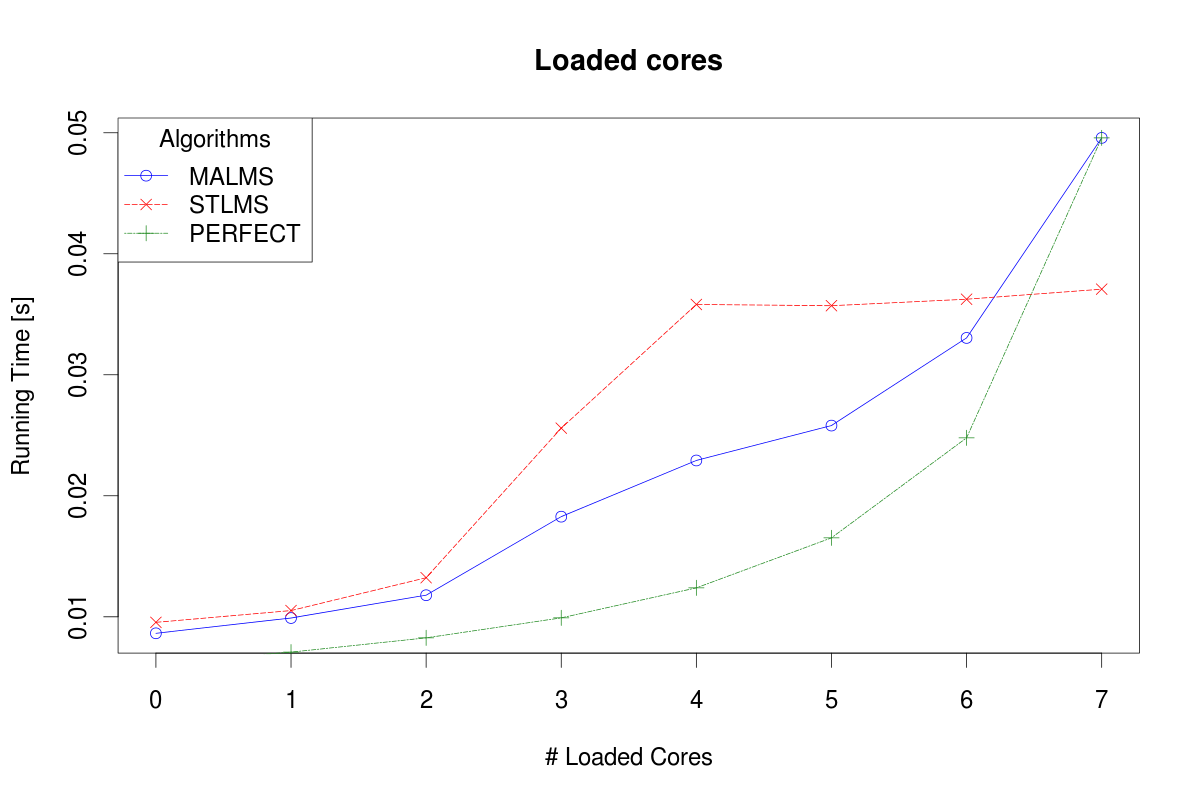 Loaded cores
Algorithms
MALMS
STLMS
PERFECT
Running Time [s]
0.05
0.04
0.03
0.02
0.01
0 1 2 3 4 5 6 7
# Loaded Cores